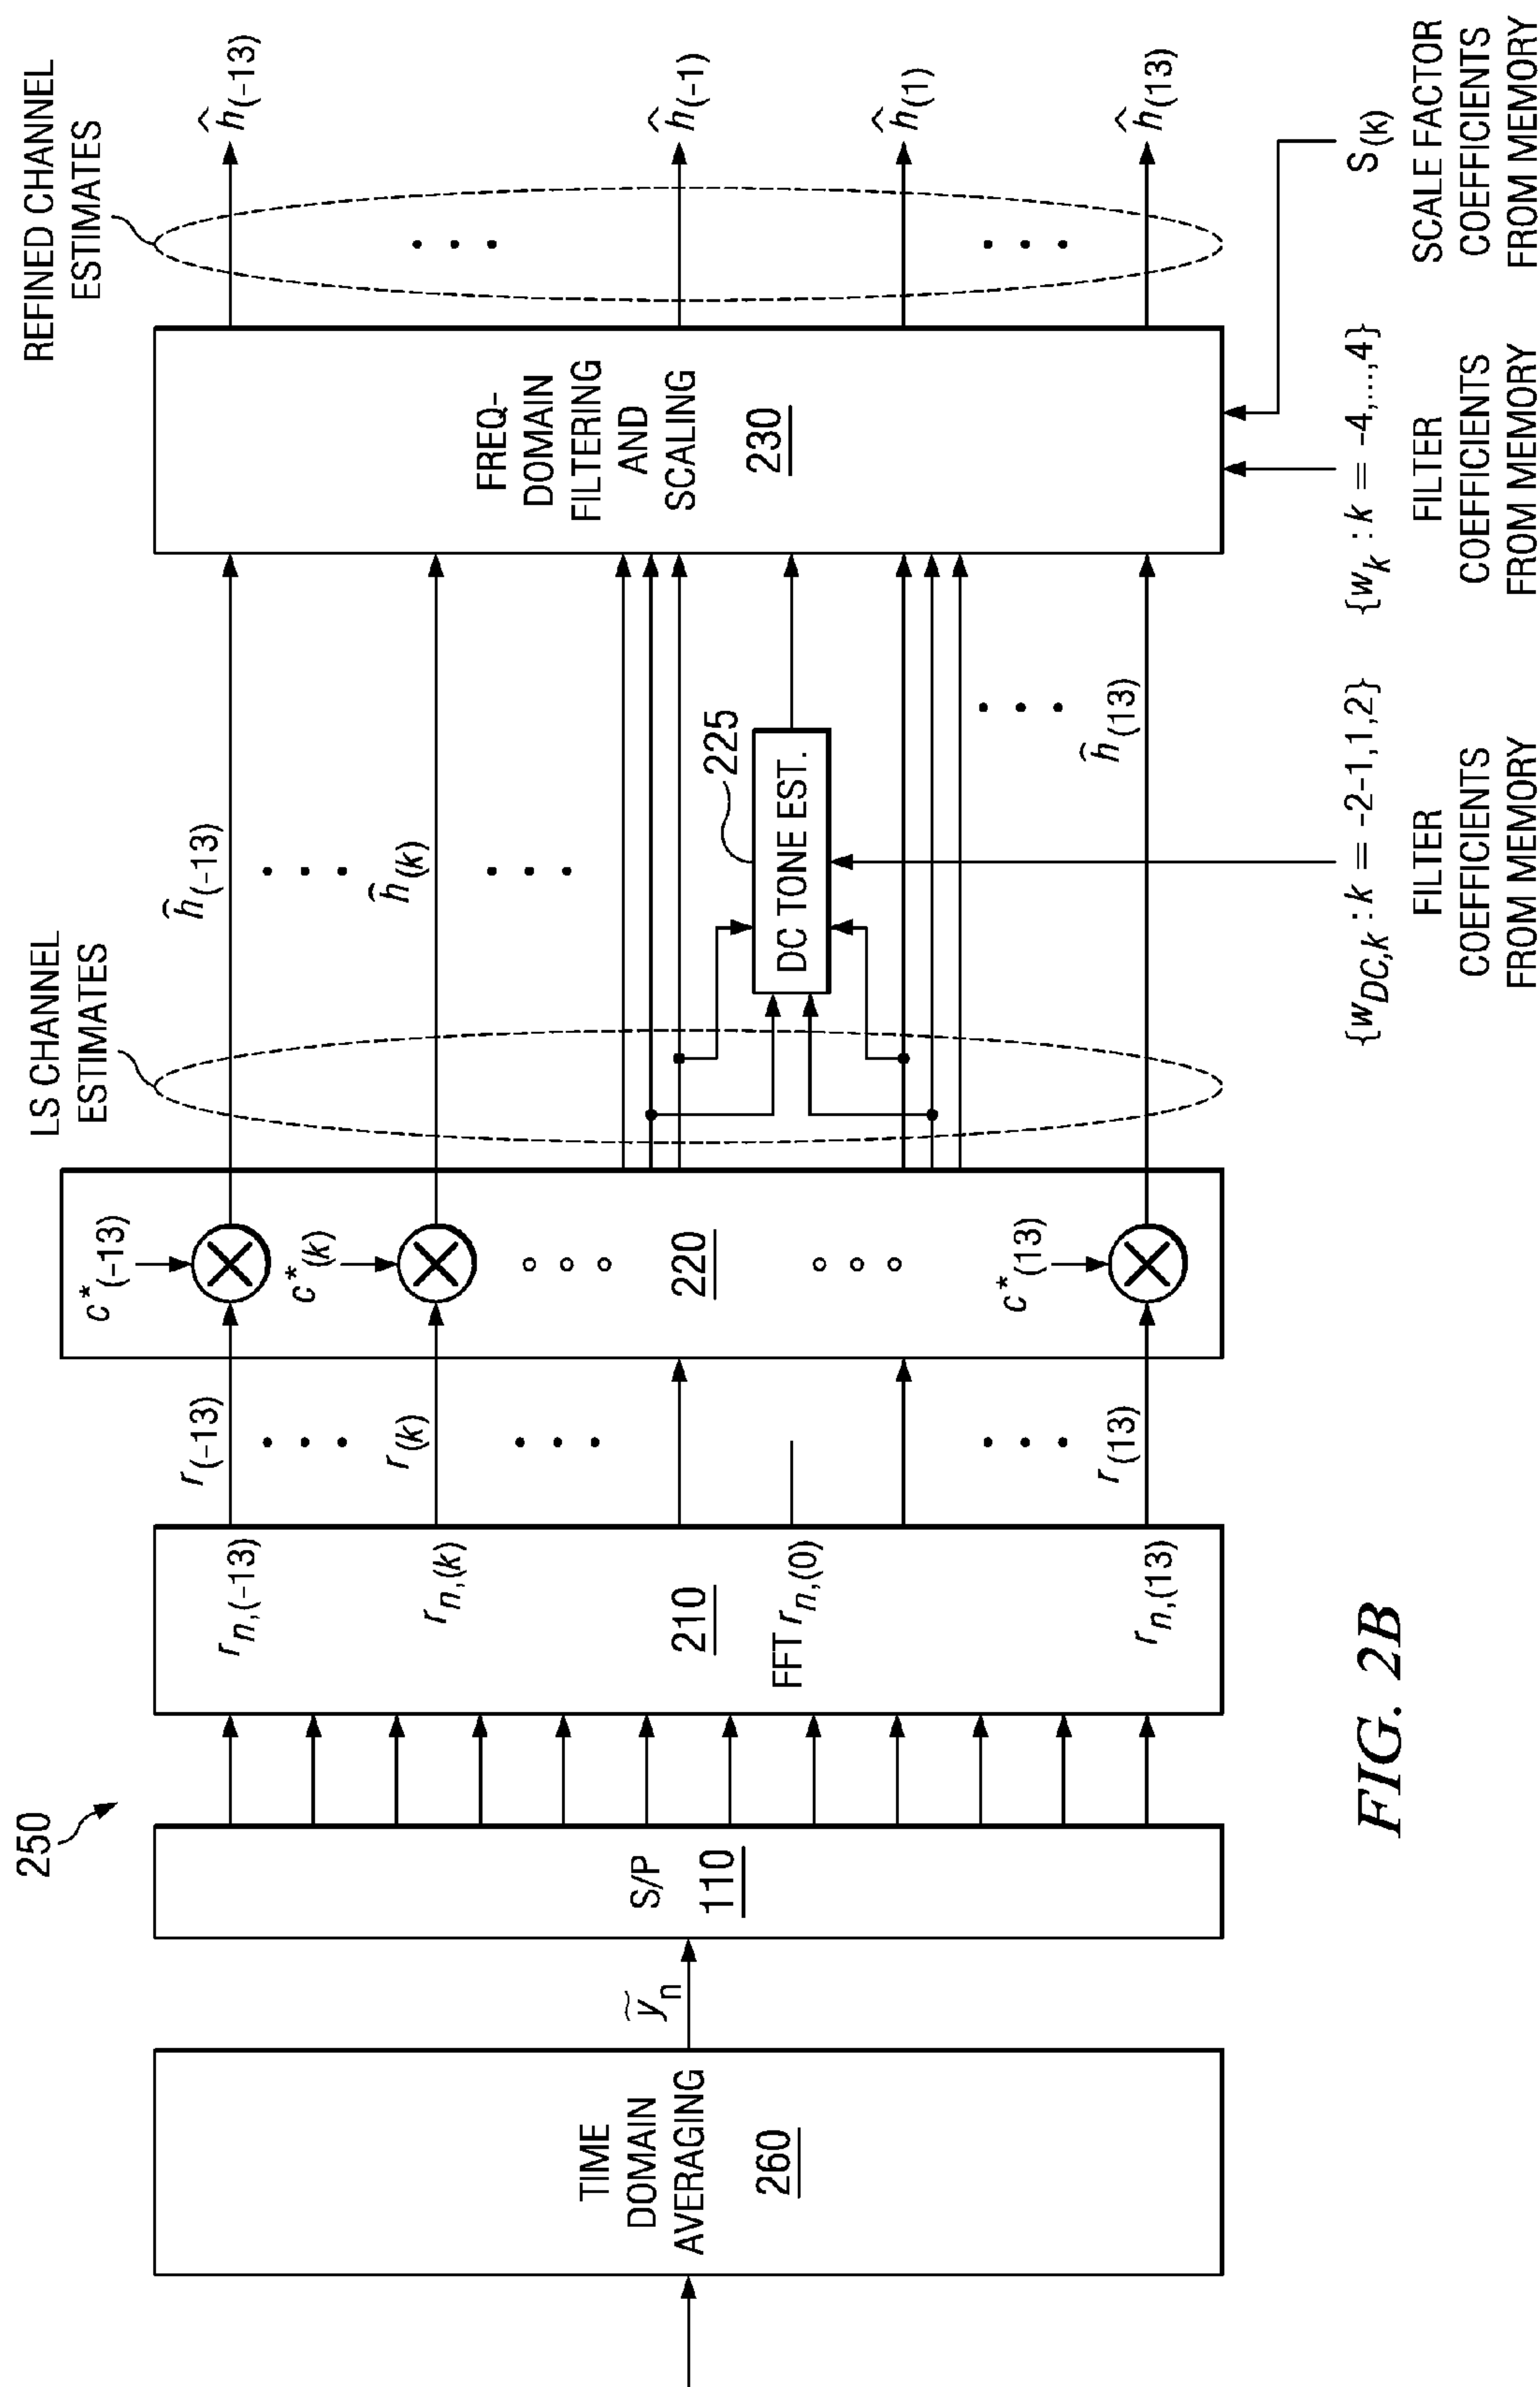 250
TIME
DOMAIN
AVERAGING
260
ỹn
S/P
110
rn,(-13)
rn,(k)
210
FFT rn,(0)
rn,(13)
r(-13)
r(k)
r(13)
c*(-13)
c*(k)
220
c*(13)
LS CHANNEL
ESTIMATES
ĥ(-13)
ĥ(k)
225
DC TONE EST.
ĥ(13)
{wDC,k : k = -2-1,1,2}
FILTER
COEFFICIENTS
FROM MEMORY
FREQ-
DOMAIN
FILTERING
AND
SCALING
230
{wk : k = -4,...,4}
FILTER
COEFFICIENTS
FROM MEMORY
REFINED CHANNEL
ESTIMATES
ĥ(-13)
ĥ(-1)
ĥ(1)
ĥ(13)
S(k)
SCALE FACTOR
COEFFICIENTS
FROM MEMORY
FIG. 2B